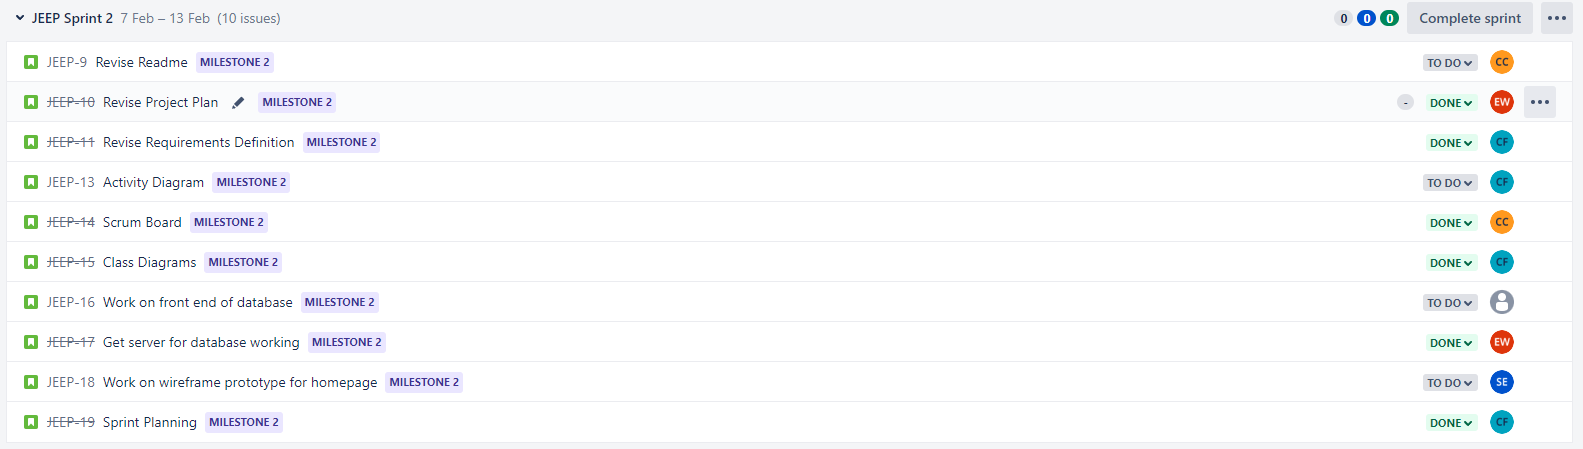 JEEP Sprint 2 7 Feb – 13 Feb (10 issues) 0 0 0 Complete sprint
JEEP-9 Revise Readme MILESTONE 2 TO DO CC
JEEP-10 Revise Project Plan MILESTONE 2 - DONE EW
JEEP-11 Revise Requirements Definition MILESTONE 2 DONE CF
JEEP-13 Activity Diagram MILESTONE 2 TO DO CF
JEEP-14 Scrum Board MILESTONE 2 DONE CC
JEEP-15 Class Diagrams MILESTONE 2 DONE CF
JEEP-16 Work on front end of database MILESTONE 2 TO DO
JEEP-17 Get server for database working MILESTONE 2 DONE EW
JEEP-18 Work on wireframe prototype for homepage MILESTONE 2 TO DO SE
JEEP-19 Sprint Planning MILESTONE 2 DONE CF